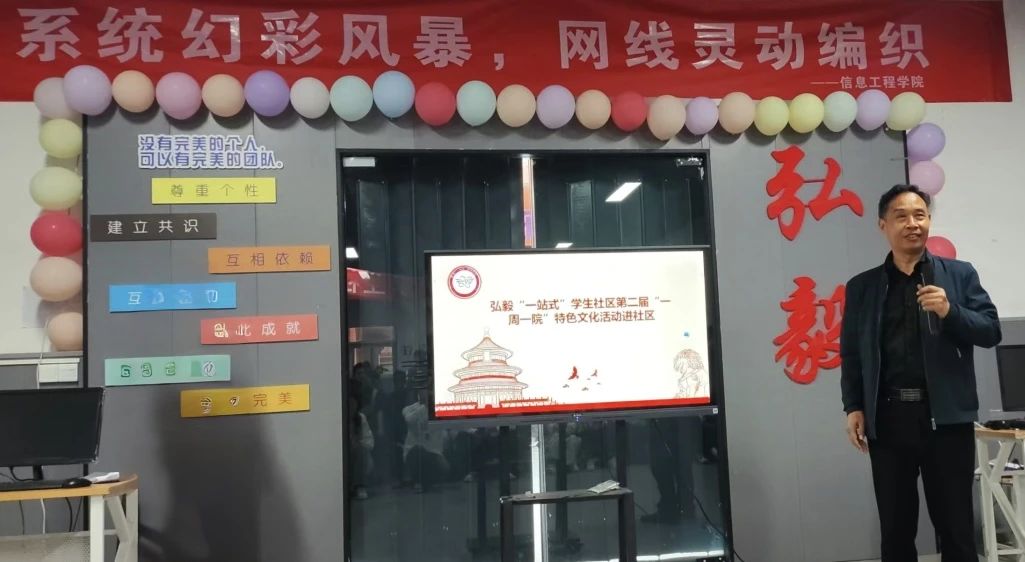 系统幻彩风暴，网线灵动编织
——信息工程学院
没有完美的个人，
可以有完美的团队。
尊重个性
建立共识
互相依赖
此成就
完美
弘毅“一站式”学生社区第二届“一
周一院”特色文化活动进社区
弘
毅